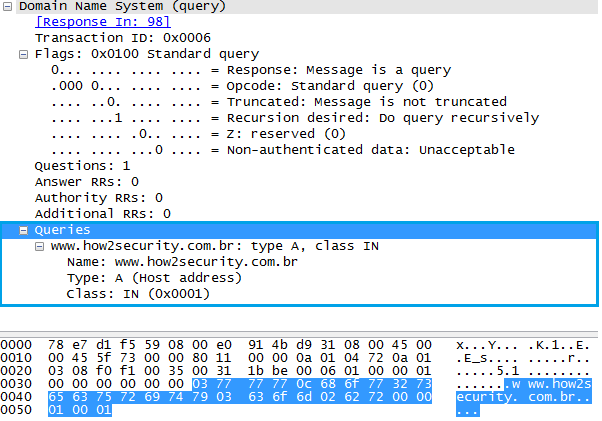 Domain Name System (query)
[Response In: 98]
Transaction ID: 0x0006
Flags: 0x0100 Standard query
0... .... .... .... = Response: Message is a query
.000 0... .... .... = Opcode: Standard query (0)
.... ..0. .... .... = Truncated: Message is not truncated
.... ...1 .... .... = Recursion desired: Do query recursively
.... .... .0.. .... = Z: reserved (0)
.... .... ...0 .... = Non-authenticated data: Unacceptable
Questions: 1
Answer RRs: 0
Authority RRs: 0
Additional RRs: 0
Queries
www.how2security.com.br: type A, class IN
Name: www.how2security.com.br
Type: A (Host address)
Class: IN (0x0001)
0000 78 e7 d1 f5 59 08 00 e0 91 4b d9 31 08 00 45 00 x...Y... .K.1..E.
0010 00 45 5f 73 00 00 80 11 00 00 0a 01 04 72 0a 01 .E_s.... .....r..
0020 03 08 f0 f1 00 35 00 31 1b be 00 06 01 00 00 01 .....5.1 ........
0030 00 00 00 00 00 00 03 77 77 77 0c 68 6f 77 32 73 .......w ww.how2s
0040 65 63 75 72 69 74 79 03 63 6f 6d 02 62 72 00 00 ecurity. com.br..
0050 01 00 01 ...